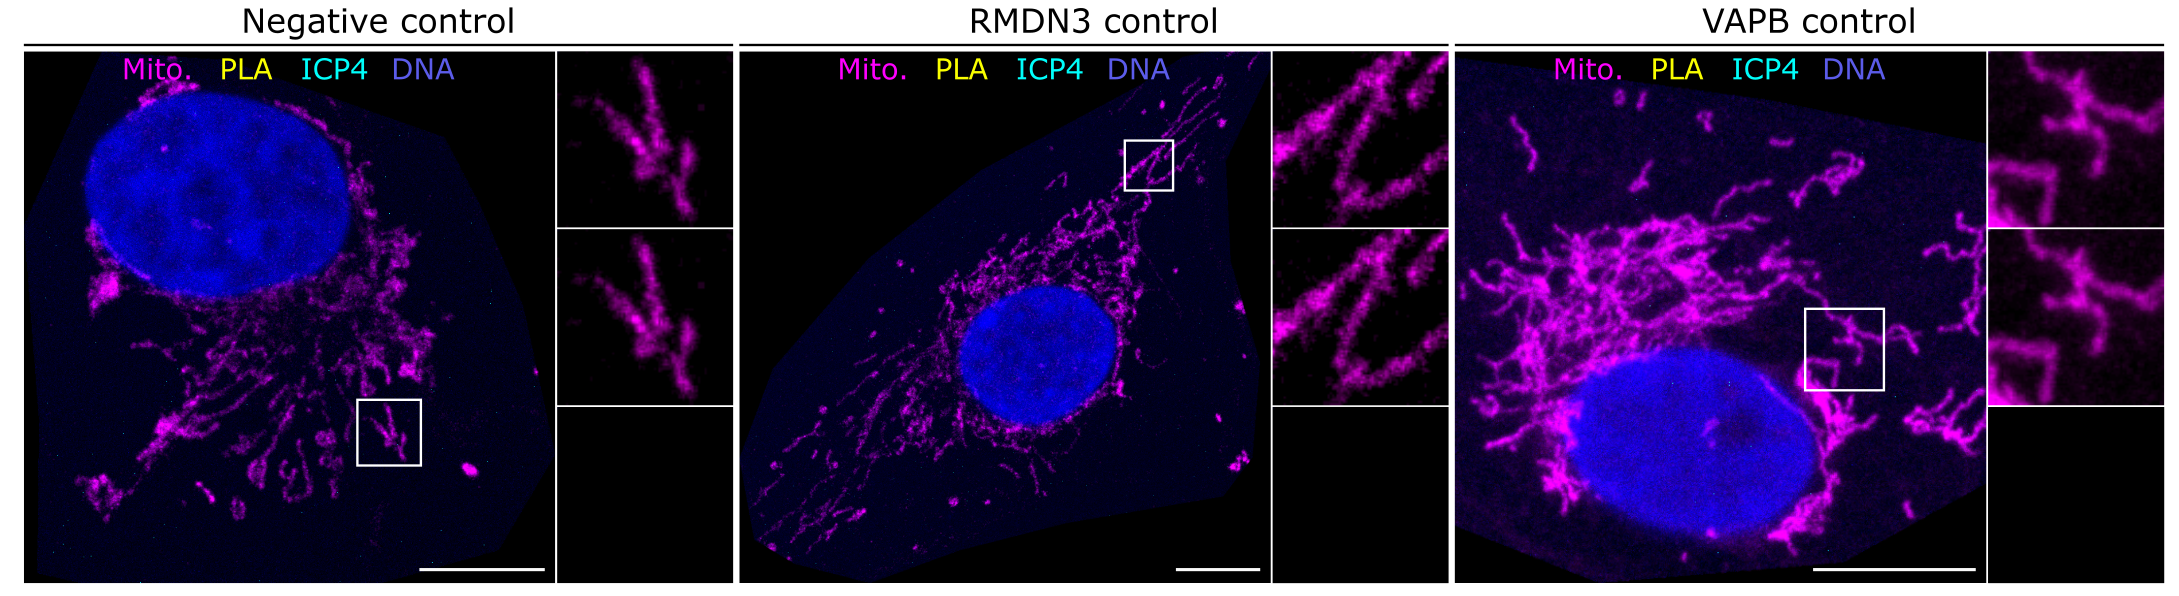 Negative control
RMDN3 control
VAPB control
Mito. PLA ICP4 DNA
Mito. PLA ICP4 DNA
Mito. PLA ICP4 DNA